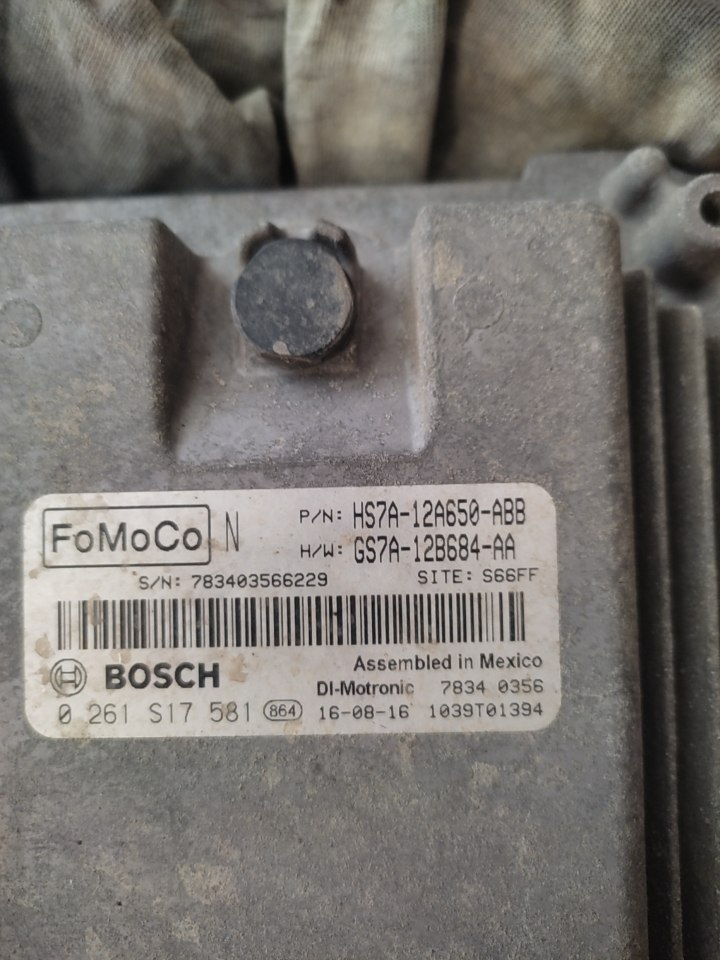 FoMoCo N P/N: HS7A-12A650-ABB
H/W: GS7A-12B684-AA
S/N: 783403566229 SITE: S66FF
H BOSCH Assembled in Mexico
DI-Motronic 7834 0356
0 261 S17 581 864 16-08-16 1039T01394